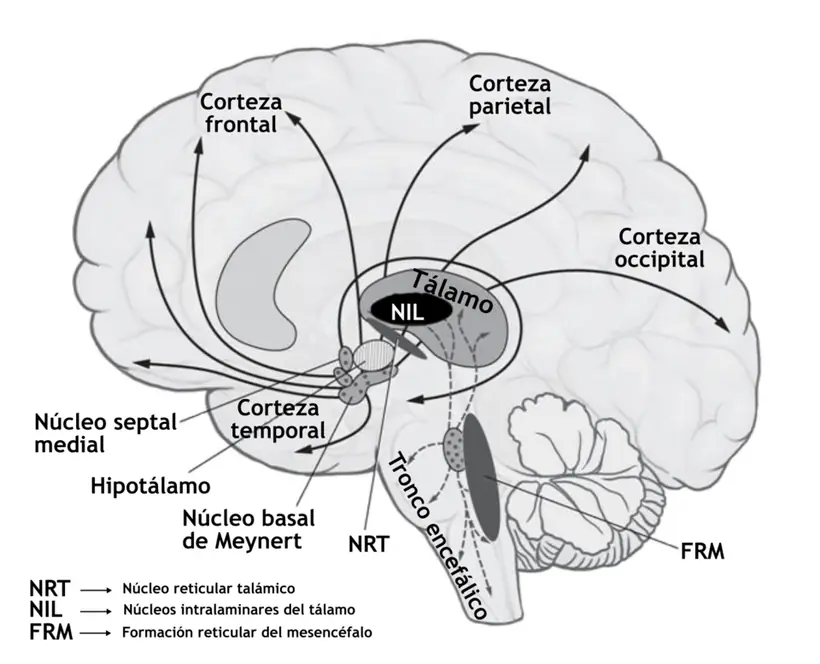 Corteza
frontal
Corteza
parietal
Corteza
occipital
Tálamo
NIL
Núcleo septal
medial
Corteza
temporal
Hipotálamo
Núcleo basal
de Meynert
NRT
Tronco encefálico
FRM
NRT → Núcleo reticular talámico
NIL → Núcleos intralaminares del tálamo
FRM → Formación reticular del mesencéfalo